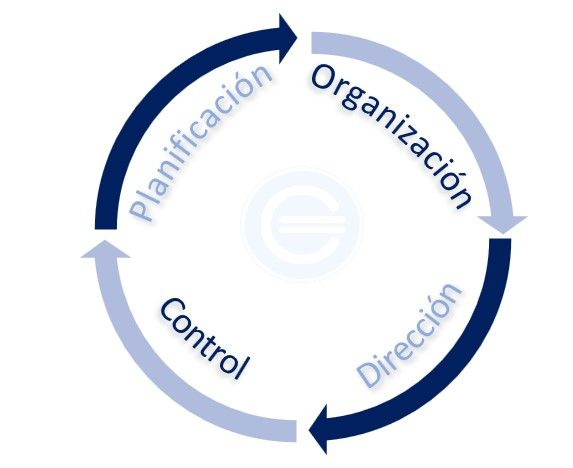 Planificación
Organización
Dirección
Control